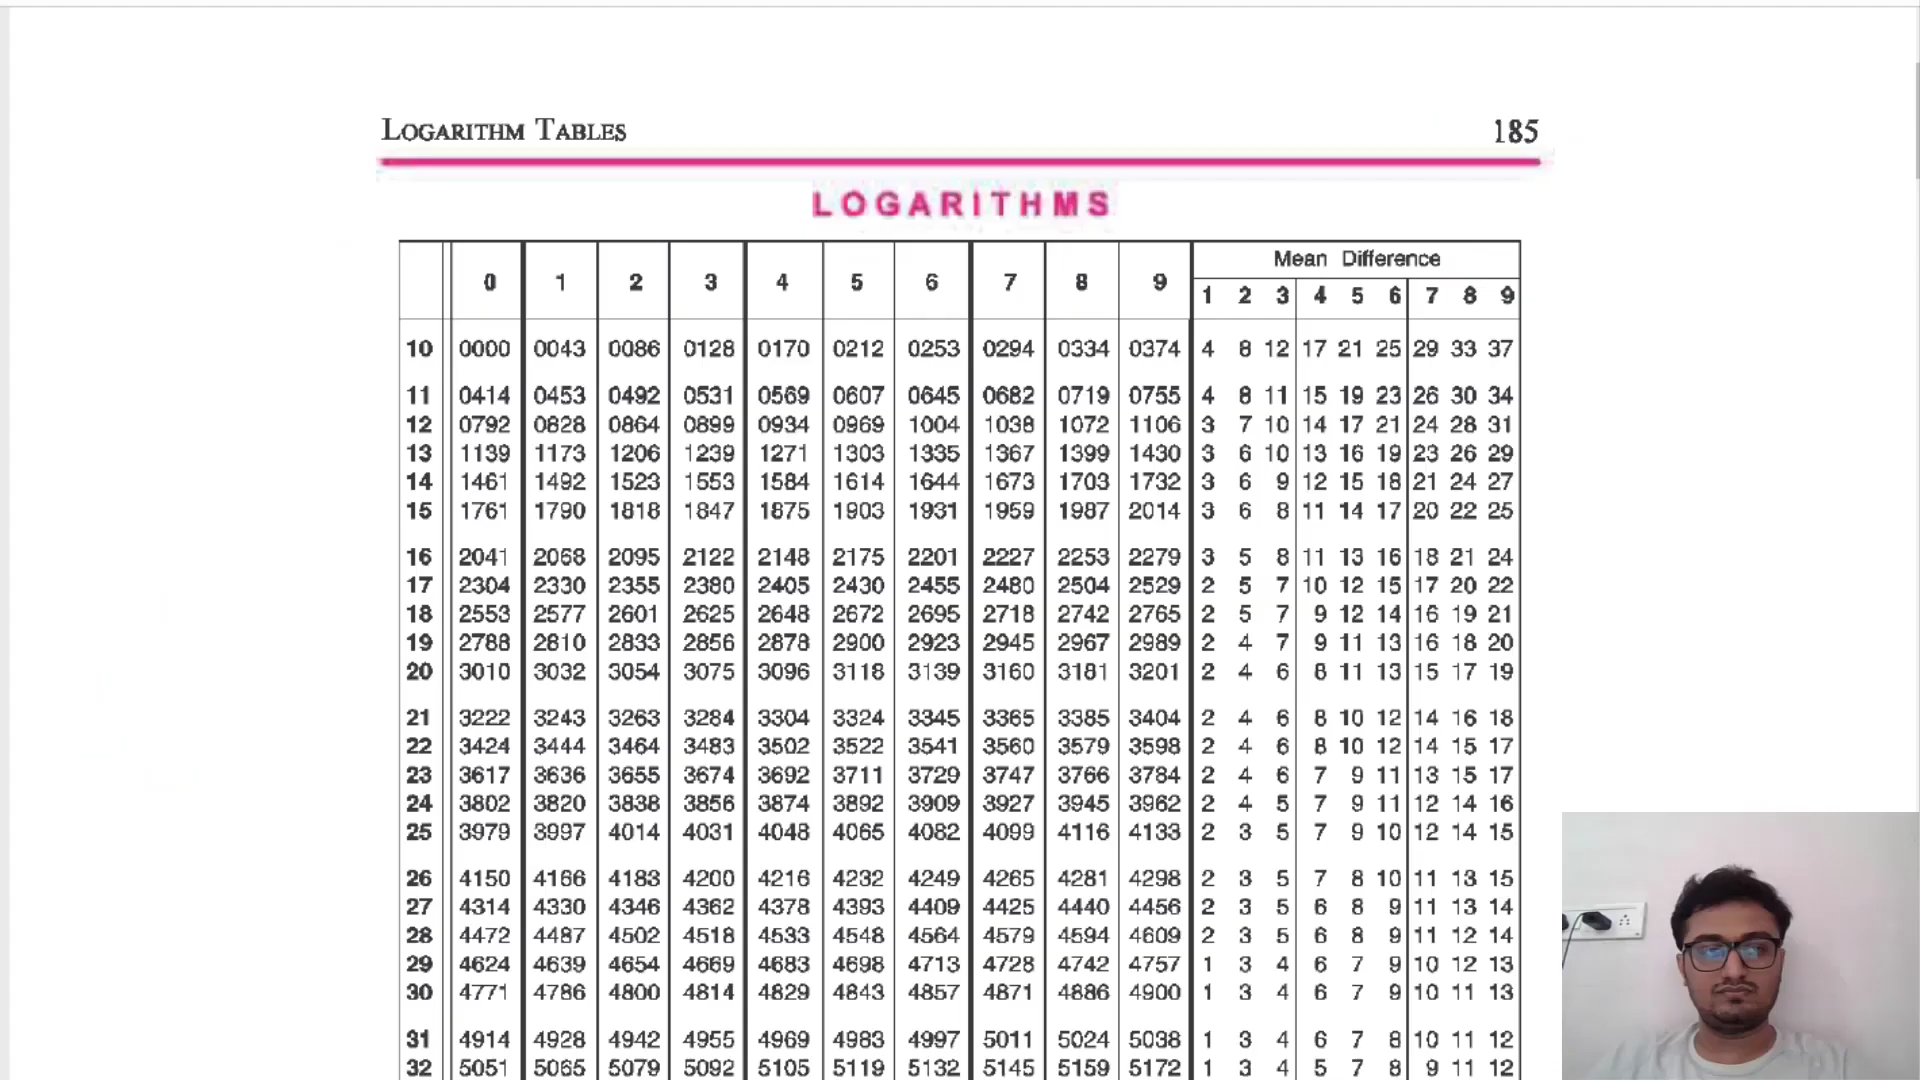 LOGARITHM TABLES 185
LOGARITHMS
Mean Difference
0 1 2 3 4 5 6 7 8 9 1 2 3 4 5 6 7 8 9
10 0000 0043 0086 0128 0170 0212 0253 0294 0334 0374 4 8 12 17 21 25 29 33 37
11 0414 0453 0492 0531 0569 0607 0645 0682 0719 0755 4 8 11 15 19 23 26 30 34
12 0792 0828 0864 0899 0934 0969 1004 1038 1072 1106 3 7 10 14 17 21 24 28 31
13 1139 1173 1206 1239 1271 1303 1335 1367 1399 1430 3 6 10 13 16 19 23 26 29
14 1461 1492 1523 1553 1584 1614 1644 1673 1703 1732 3 6 9 12 15 18 21 24 27
15 1761 1790 1818 1847 1875 1903 1931 1959 1987 2014 3 6 8 11 14 17 20 22 25
16 2041 2068 2095 2122 2148 2175 2201 2227 2253 2279 3 5 8 11 13 16 18 21 24
17 2304 2330 2355 2380 2405 2430 2455 2480 2504 2529 2 5 7 10 12 15 17 20 22
18 2553 2577 2601 2625 2648 2672 2695 2718 2742 2765 2 5 7 9 12 14 16 19 21
19 2788 2810 2833 2856 2878 2900 2923 2945 2967 2989 2 4 7 9 11 13 16 18 20
20 3010 3032 3054 3075 3096 3118 3139 3160 3181 3201 2 4 6 8 11 13 15 17 19
21 3222 3243 3263 3284 3304 3324 3345 3365 3385 3404 2 4 6 8 10 12 14 16 18
22 3424 3444 3464 3483 3502 3522 3541 3560 3579 3598 2 4 6 8 10 12 14 15 17
23 3617 3636 3655 3674 3692 3711 3729 3747 3766 3784 2 4 6 7 9 11 13 15 17
24 3802 3820 3838 3856 3874 3892 3909 3927 3945 3962 2 4 5 7 9 11 12 14 16
25 3979 3997 4014 4031 4048 4065 4082 4099 4116 4133 2 3 5 7 9 10 12 14 15
26 4150 4166 4183 4200 4216 4232 4249 4265 4281 4298 2 3 5 7 8 10 11 13 15
27 4314 4330 4346 4362 4378 4393 4409 4425 4440 4456 2 3 5 6 8 9 11 13 14
28 4472 4487 4502 4518 4533 4548 4564 4579 4594 4609 2 3 5 6 8 9 11 12 14
29 4624 4639 4654 4669 4683 4698 4713 4728 4742 4757 1 3 4 6 7 9 10 12 13
30 4771 4786 4800 4814 4829 4843 4857 4871 4886 4900 1 3 4 6 7 9 10 11 13
31 4914 4928 4942 4955 4969 4983 4997 5011 5024 5038 1 3 4 6 7 8 10 11 12
32 5051 5065 5079 5092 5105 5119 5132 5145 5159 5172 1 3 4 5 7 8 9 11 12